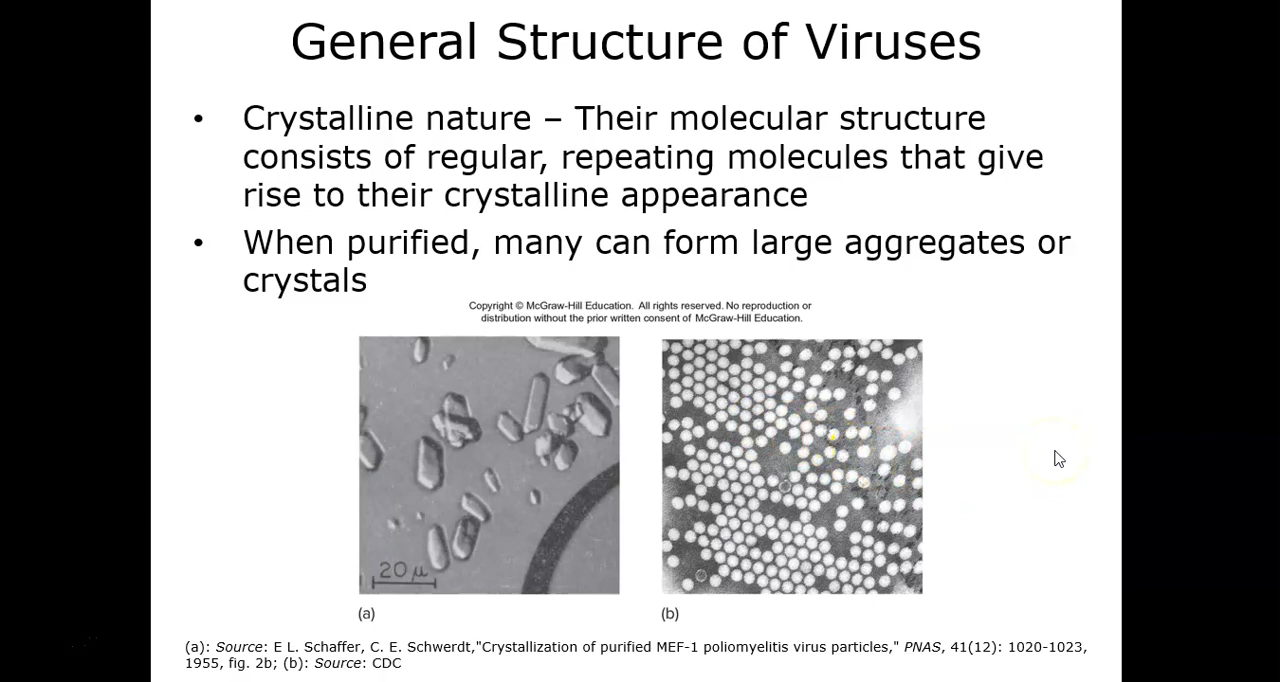 General Structure of Viruses
• Crystalline nature – Their molecular structure
consists of regular, repeating molecules that give
rise to their crystalline appearance
• When purified, many can form large aggregates or
crystals
Copyright © McGraw-Hill Education. All rights reserved. No reproduction or
distribution without the prior written consent of McGraw-Hill Education.
20 µ
(a)
(b)
(a): Source: E L. Schaffer, C. E. Schwerdt,"Crystallization of purified MEF-1 poliomyelitis virus particles," PNAS, 41(12): 1020-1023,
1955, fig. 2b; (b): Source: CDC